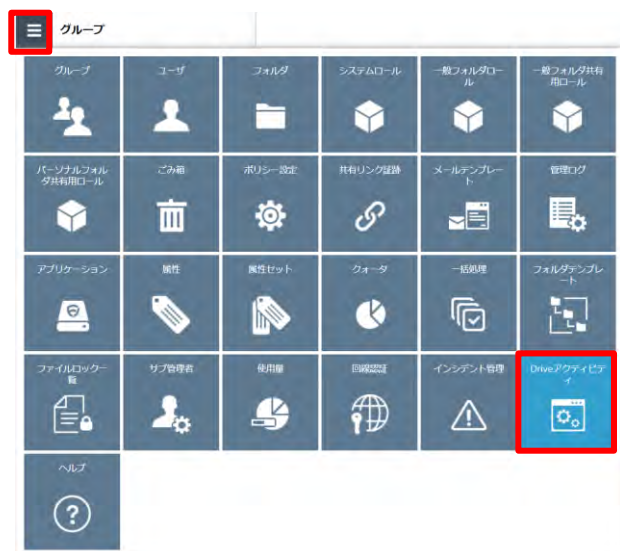 グループ
グループ
ユーザ
フォルダ
システムロール
一般フォルダロー
ル
一般フォルダ共有
用ロール
パーソナルフォル
ダ共有用ロール
ごみ箱
ポリシー設定
共有リンク証跡
メールテンプレー
ト
管理ログ
アプリケーション
属性
属性セット
クォータ
一括処理
フォルダテンプレ
ート
ファイルロック一
覧
サブ管理者
使用量
回線認証
インシデント管理
Driveアクティビテ
ィ
ヘルプ
?